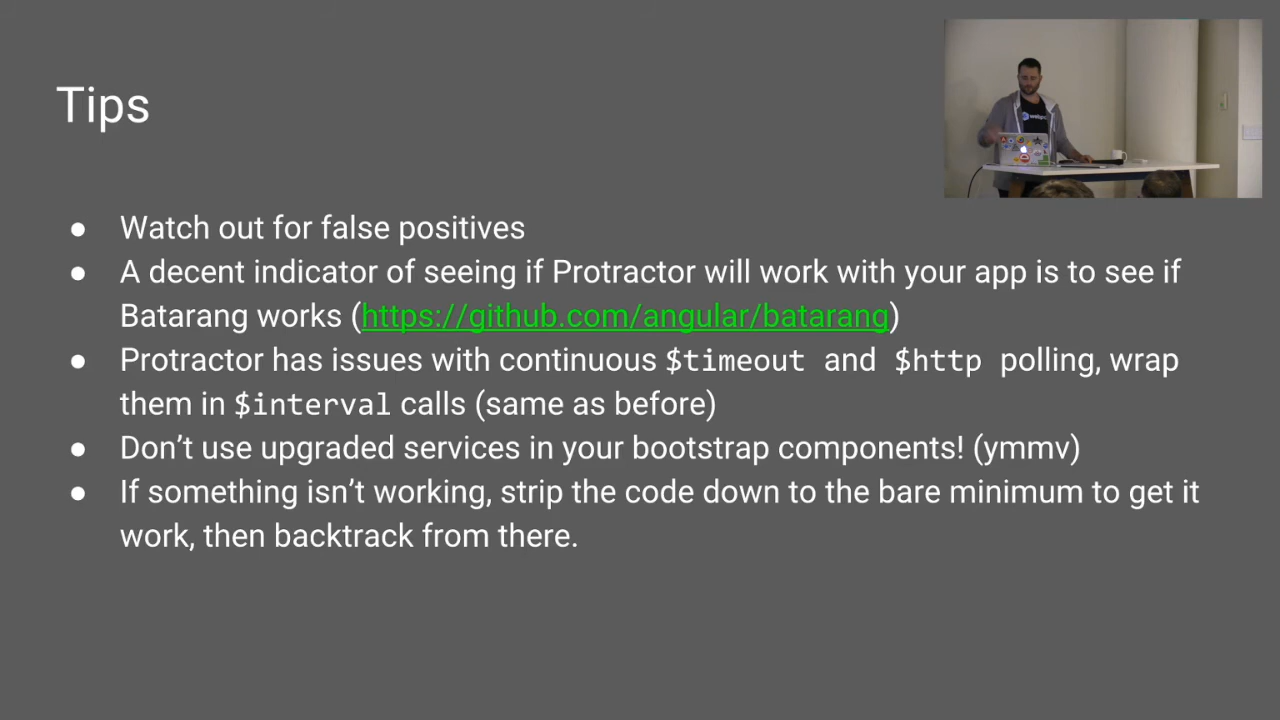 Tips
● Watch out for false positives
● A decent indicator of seeing if Protractor will work with your app is to see if
Batarang works (https://github.com/angular/batarang)
● Protractor has issues with continuous $timeout and $http polling, wrap
them in $interval calls (same as before)
● Don’t use upgraded services in your bootstrap components! (ymmv)
● If something isn’t working, strip the code down to the bare minimum to get it
work, then backtrack from there.